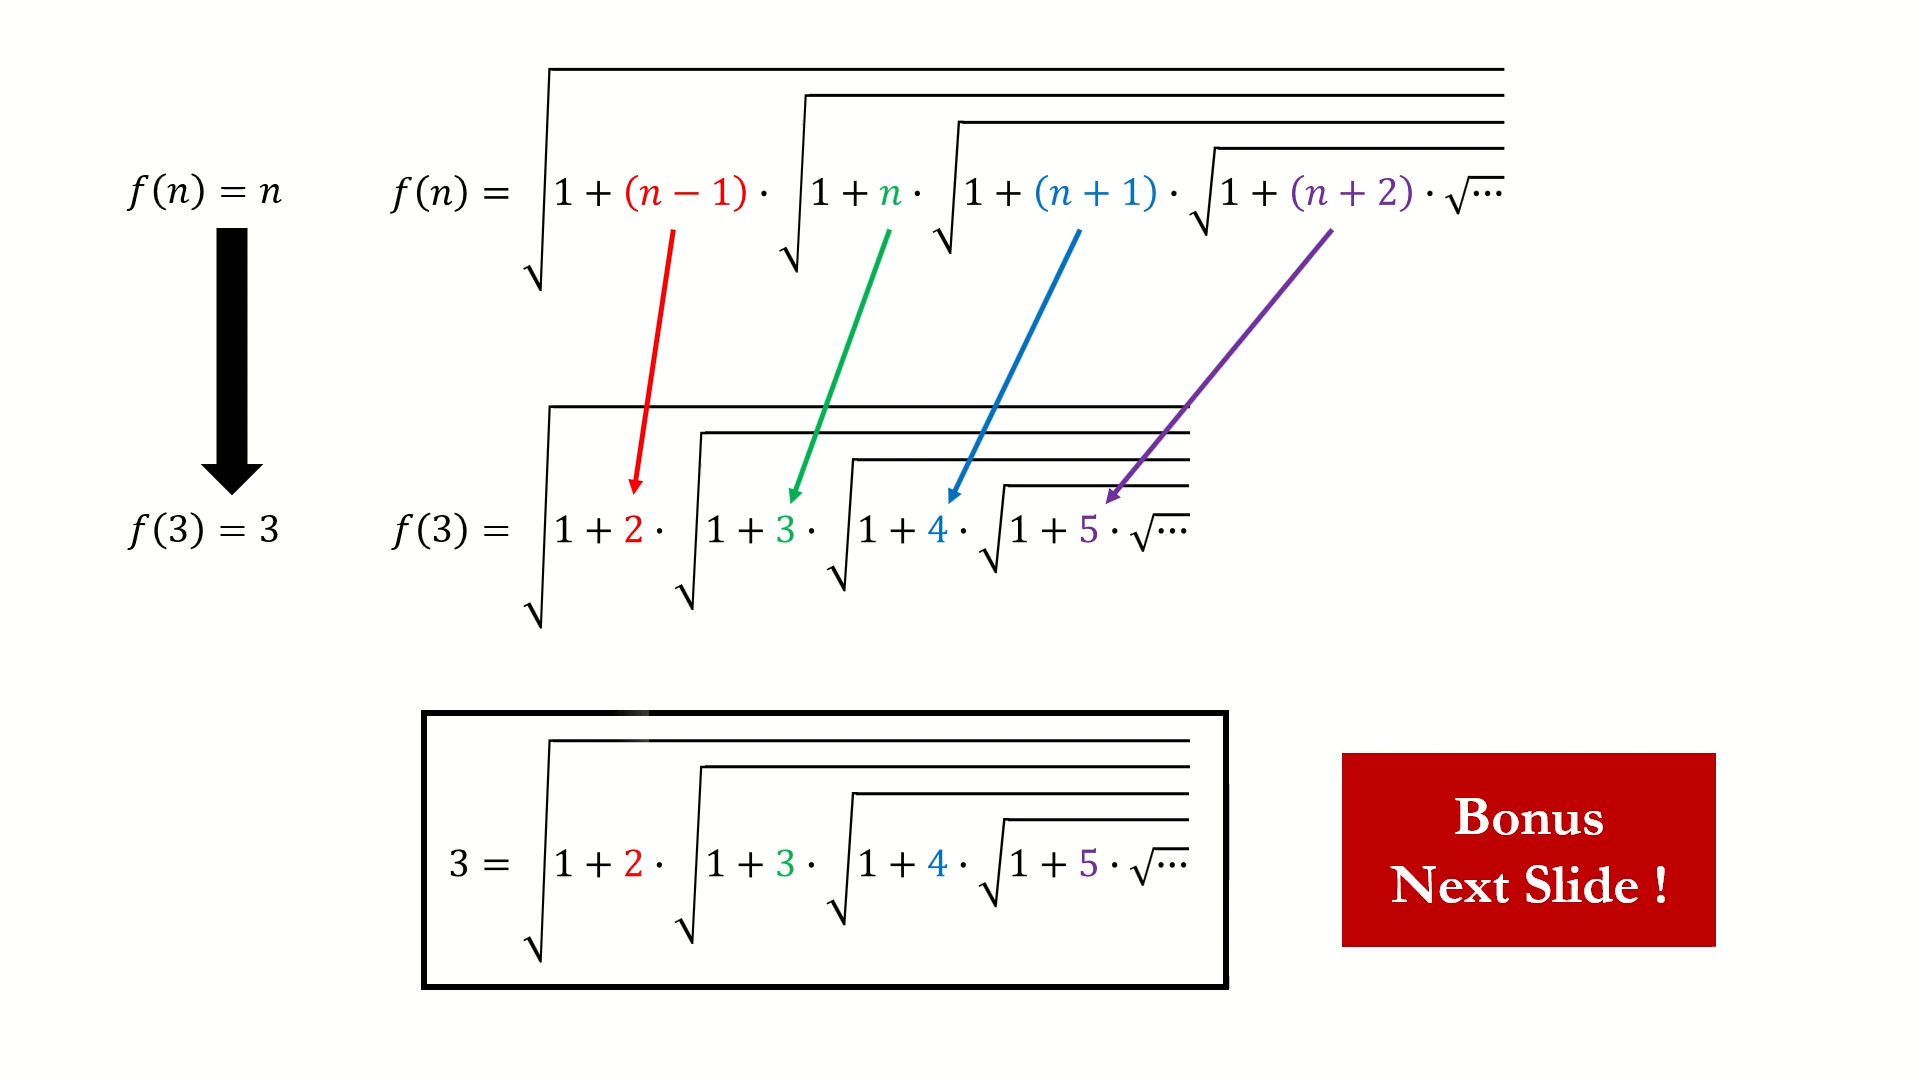 f(n) = n
f(n) = √(1 + (n − 1) · √(1 + n · √(1 + (n + 1) · √(1 + (n + 2) · √⋯))))
f(3) = 3
f(3) = √(1 + 2 · √(1 + 3 · √(1 + 4 · √(1 + 5 · √⋯))))
3 = √(1 + 2 · √(1 + 3 · √(1 + 4 · √(1 + 5 · √⋯))))
Bonus
Next Slide !